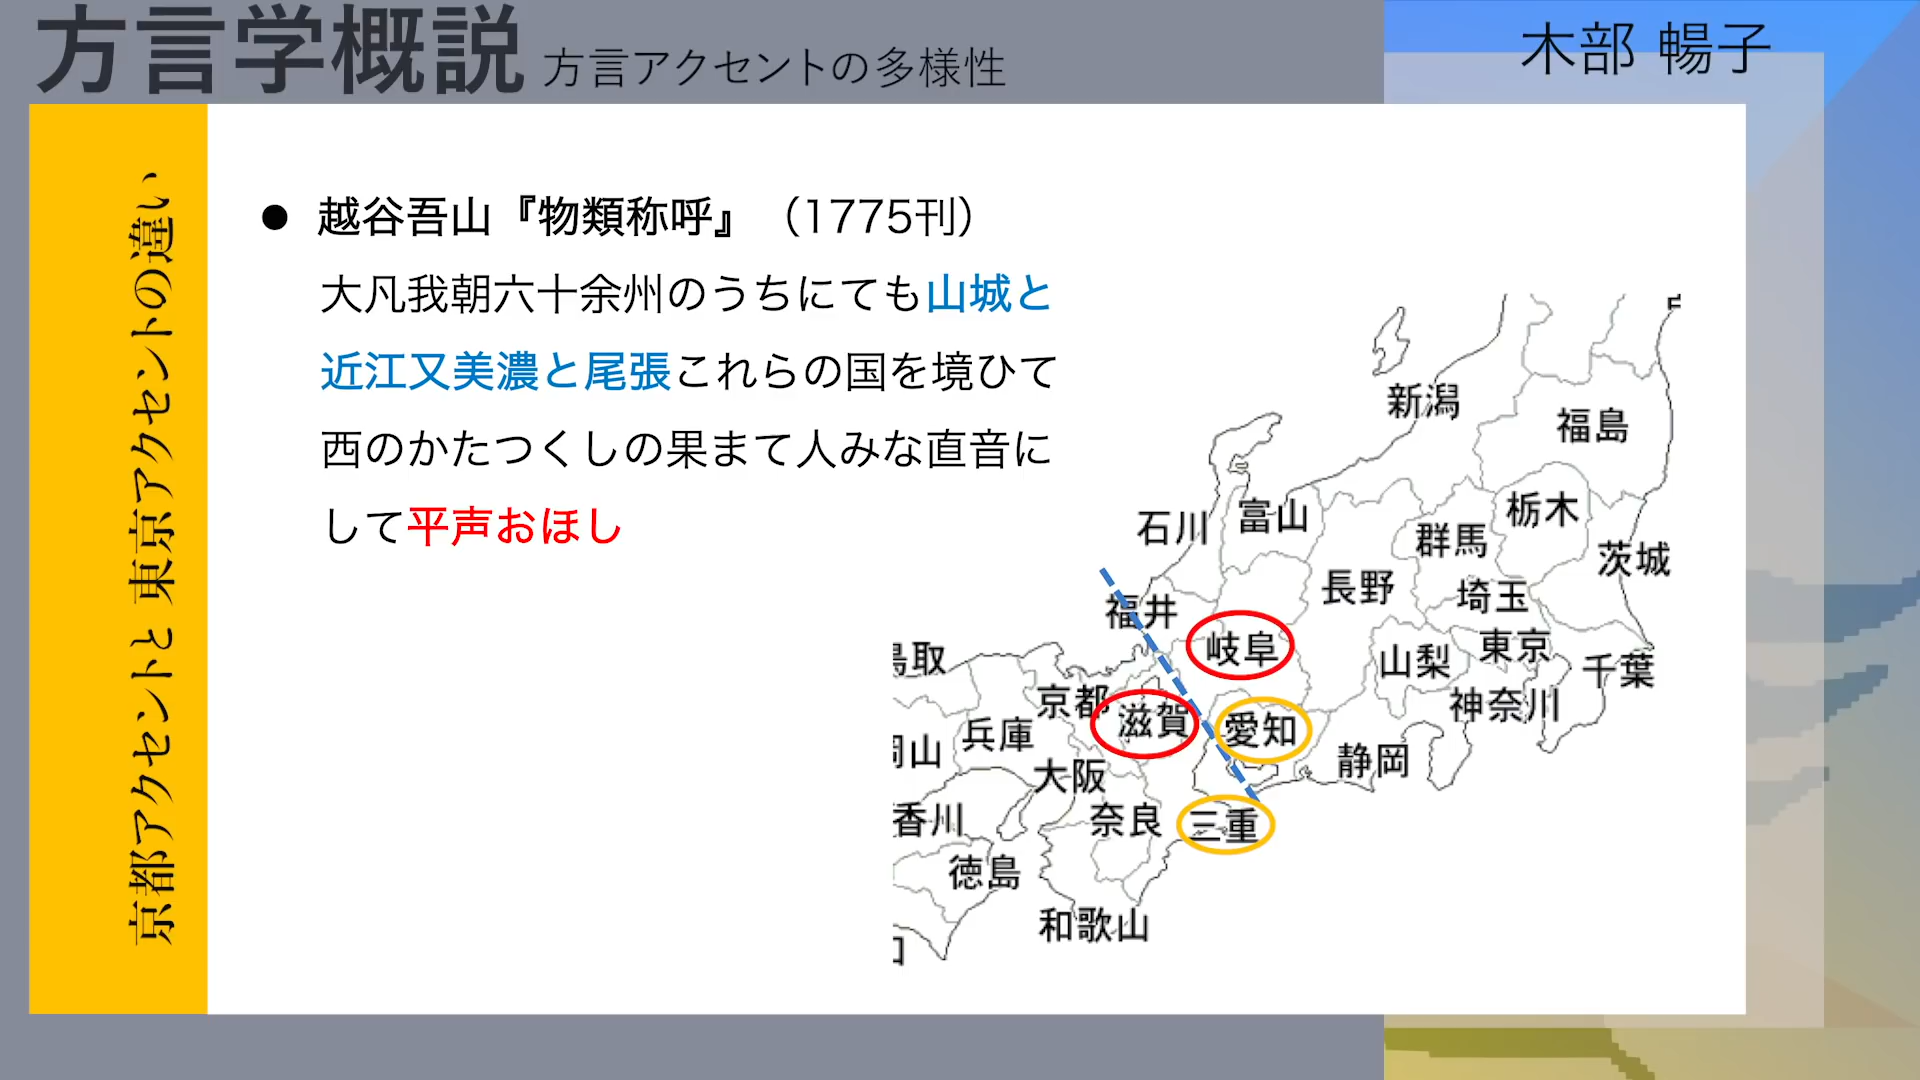 方言学概説 方言アクセントの多様性
木部 暢子
京都アクセントと東京アクセントの違い
● 越谷吾山『物類称呼』（1775刊）
大凡我朝六十余州のうちにても山城と
近江又美濃と尾張これらの国を境ひて
西のかたつくしの果まて人みな直音に
して平声おほし
新潟
福島
石川
富山
栃木
群馬
茨城
長野
埼玉
福井
岐阜
東京
山梨
千葉
鳥取
神奈川
京都
滋賀
愛知
兵庫
岡山
静岡
大阪
香川
奈良
三重
徳島
和歌山